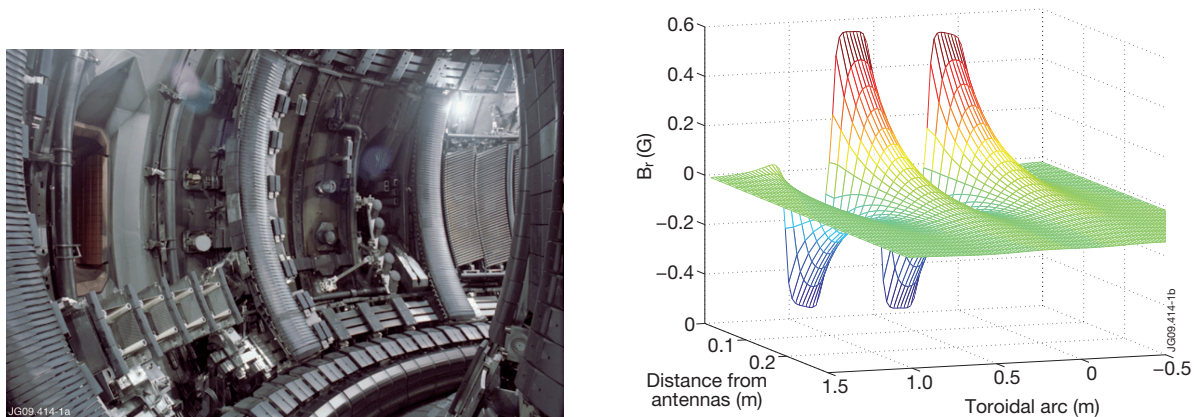 JG09.414-1a
0.6
0.4
0.2
0
−0.2
−0.4
0
Br (G)
0.1
0.2
Distance from
antennas (m)
1.5
1.0
0.5
0
−0.5
Toroidal arc (m)
JG09.414-1b